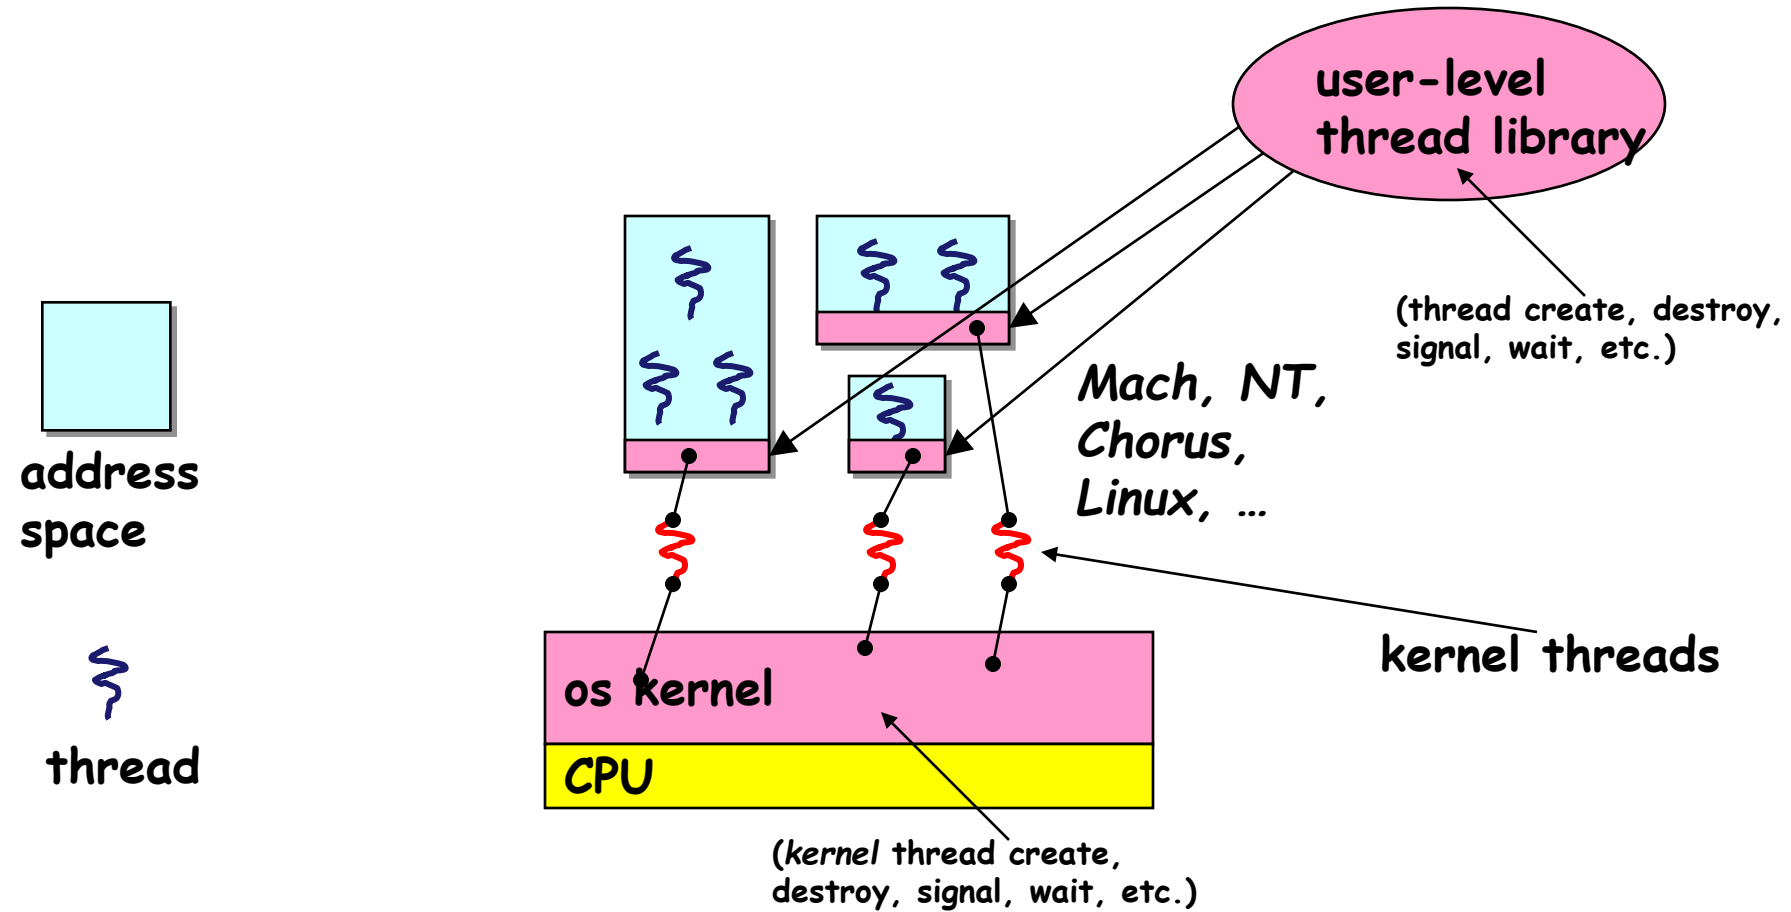 user-level
thread library
(thread create, destroy,
signal, wait, etc.)
Mach, NT,
Chorus,
Linux, …
address
space
kernel threads
os kernel
thread
CPU
(kernel thread create,
destroy, signal, wait, etc.)